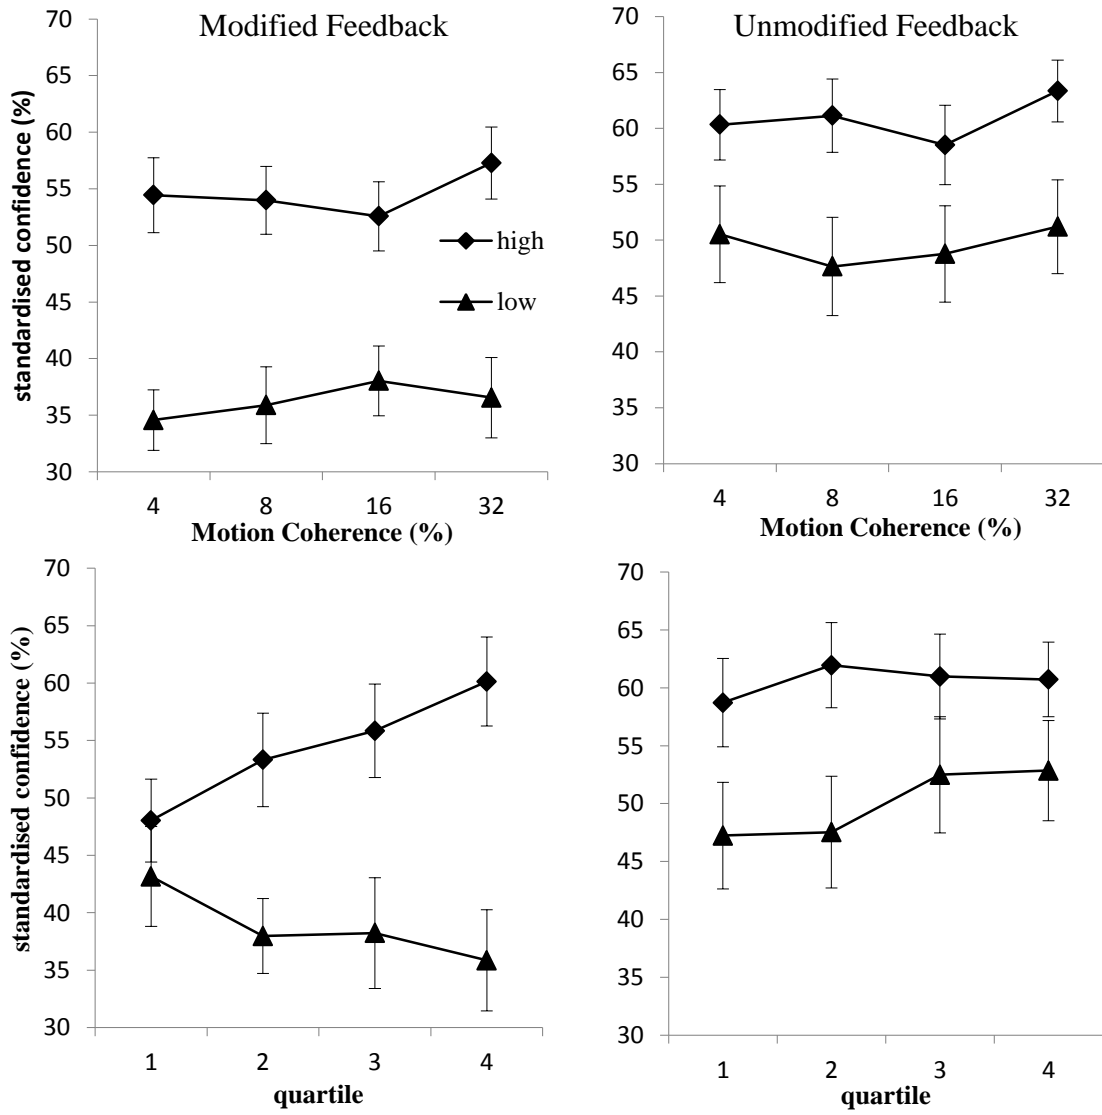 Modified Feedback
standardised confidence (%)
70
65
60
55
50
45
40
35
30
high
low
4 8 16 32
Motion Coherence (%)
Unmodified Feedback
70
65
60
55
50
45
40
35
30
4 8 16 32
Motion Coherence (%)
standardised confidence (%)
70
65
60
55
50
45
40
35
30
1 2 3 4
quartile
70
65
60
55
50
45
40
35
30
1 2 3 4
quartile